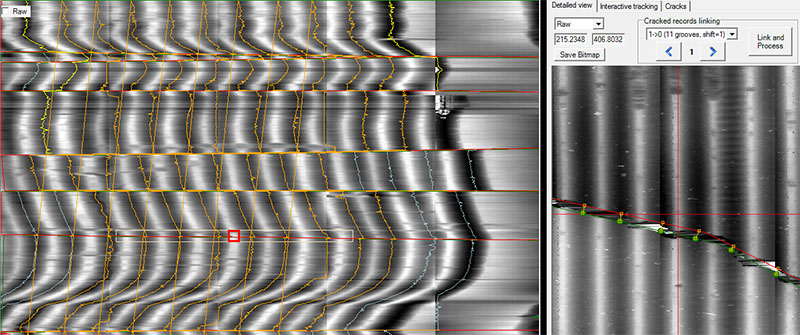 Raw
Detailed view Interactive tracking Cracks
Raw
Cracked records linking
1->0 (11 grooves, shift=1)
215.2348 406.8032
Save Bitmap
1
Link and
Process